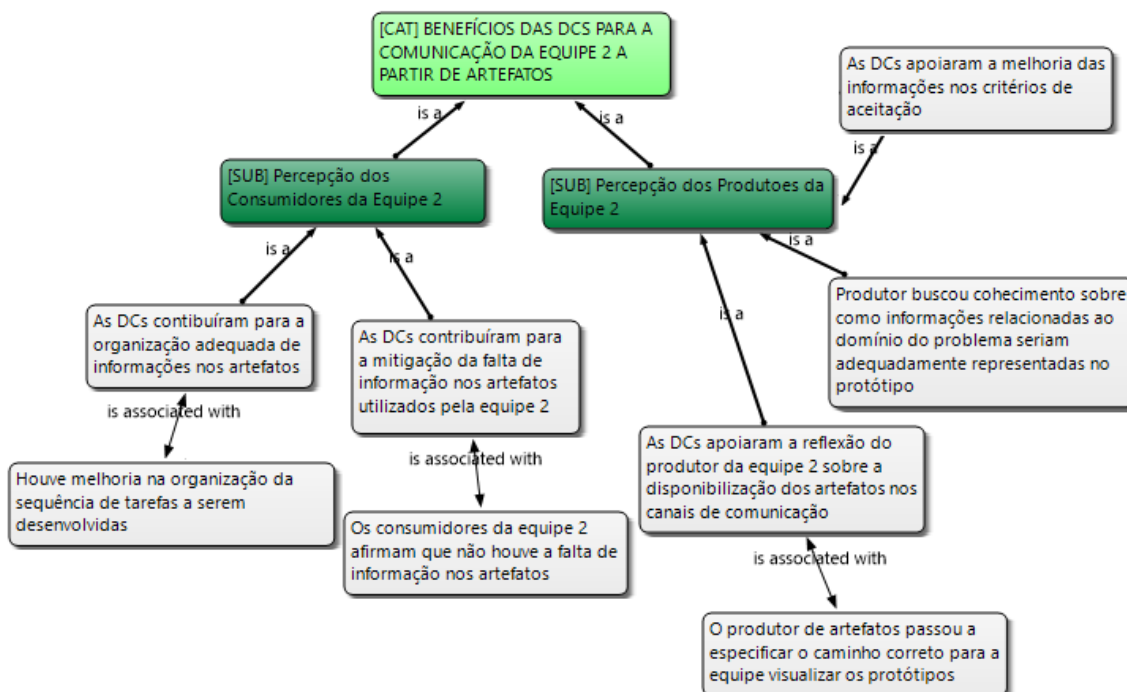 [CAT] BENEFÍCIOS DAS DCS PARA A
COMUNICAÇÃO DA EQUIPE 2 A
PARTIR DE ARTEFATOS
As DCs apoiaram a melhoria das
informações nos critérios de
aceitação
is a
is a
is a
[SUB] Percepção dos
Consumidores da Equipe 2
[SUB] Percepção dos Produtoes da
Equipe 2
is a
is a
is a
is a
As DCs contibuíram para a
organização adequada de
informações nos artefatos
As DCs contribuíram para
a mitigação da falta de
informação nos artefatos
utilizados pela equipe 2
Produtor buscou cohecimento sobre
como informações relacionadas ao
domínio do problema seriam
adequadamente representadas no
protótipo
is associated with
is associated with
Houve melhoria na organização da
sequência de tarefas a serem
desenvolvidas
Os consumidores da equipe 2
afirmam que não houve a falta de
informação nos artefatos
As DCs apoiaram a reflexão do
produtor da equipe 2 sobre a
disponibilização dos artefatos nos
canais de comunicação
is associated with
O produtor de artefatos passou a
especificar o caminho correto para a
equipe visualizar os protótipos